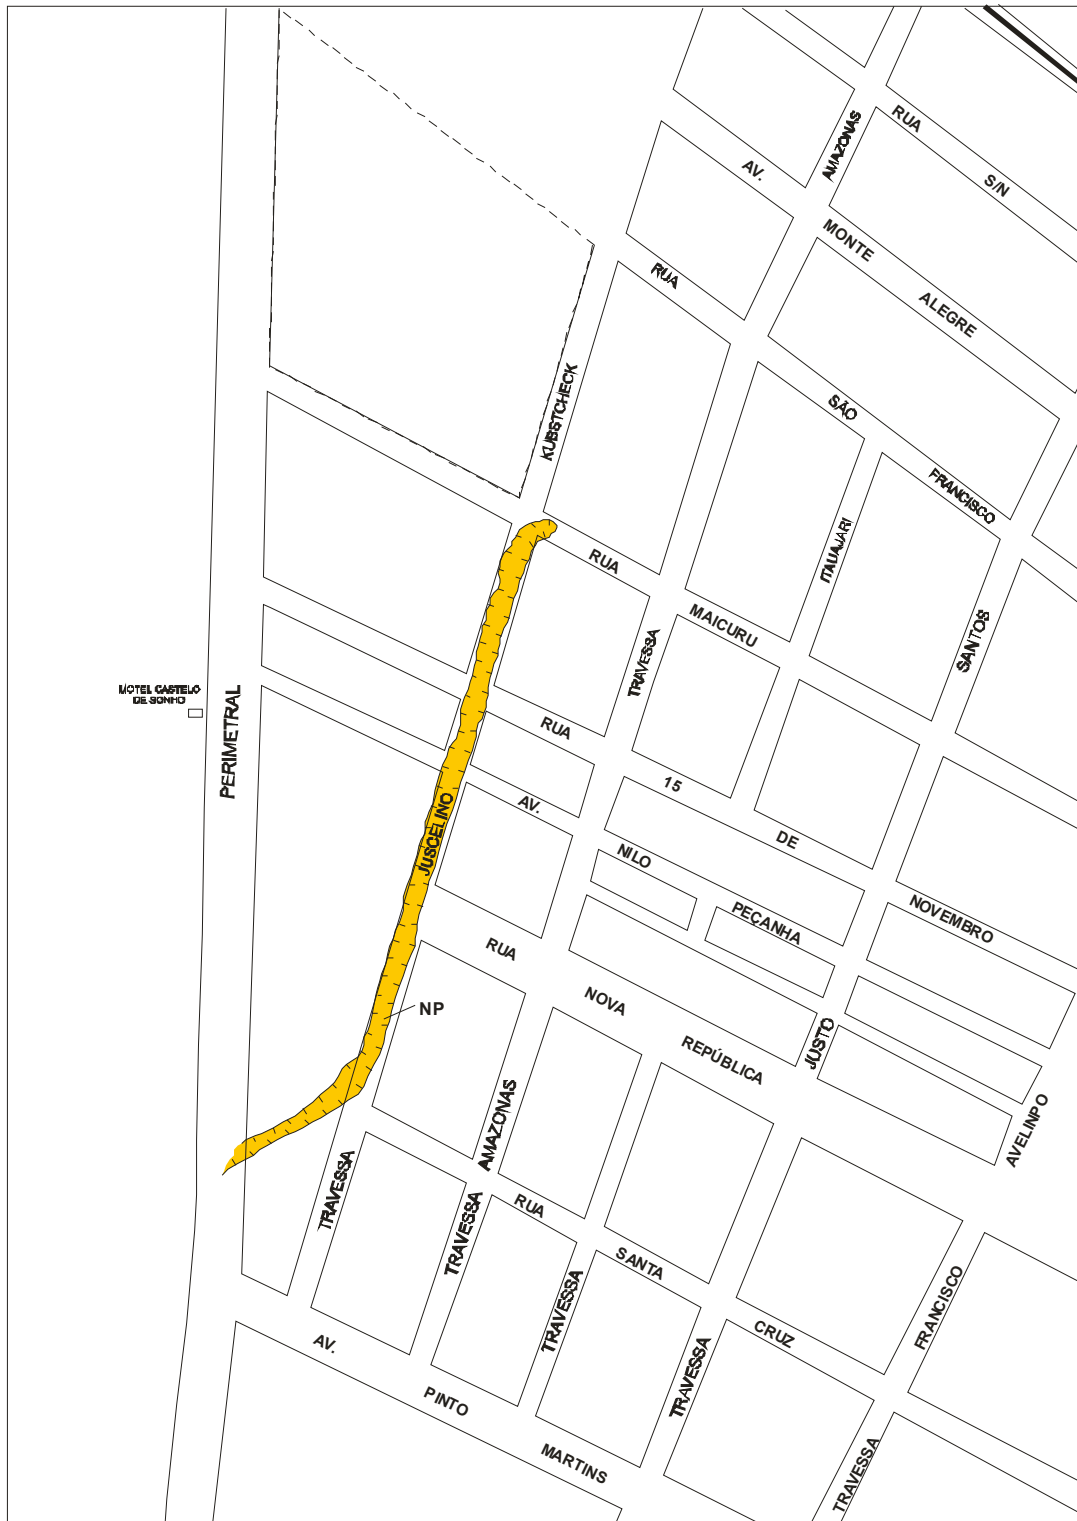 AMAZONAS
RUA
S/N
AV.
MONTE
ALEGRE
RUA
SÃO
FRANCISCO
KUBSTCHECK
ITAUAJARI
SANTOS
RUA
MAICURU
TRAVESSA
MOTEL CASTELO
DE SONHO
PERIMETRAL
RUA
15
DE
NOVEMBRO
AV.
NILO
PEÇANHA
JUSCELINO
RUA
NOVA
REPÚBLICA
NP
JUSTO
AVELINPO
AMAZONAS
TRAVESSA
TRAVESSA
RUA
SANTA
CRUZ
TRAVESSA
TRAVESSA
FRANCISCO
TRAVESSA
AV.
PINTO
MARTINS